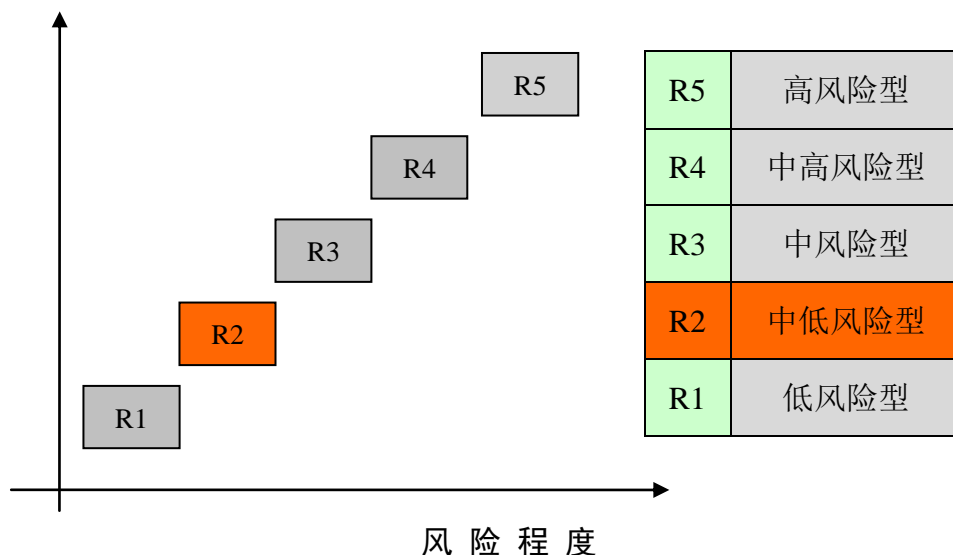 R5
R4
R3
R2
R1
R5 高风险型
R4 中高风险型
R3 中风险型
R2 中低风险型
R1 低风险型
风 险 程 度